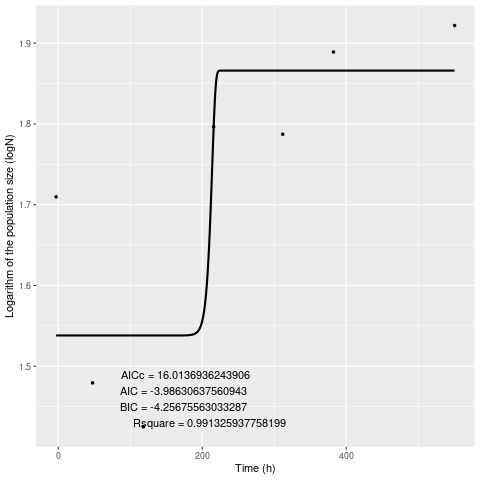 Logarithm of the population size (logN)
1.9
1.8
1.7
1.6
1.5
AICc = 16.0136936243906
AIC = -3.98630637560943
BIC = -4.25675563033287
Rsquare = 0.991325937758199
0
200
400
Time (h)